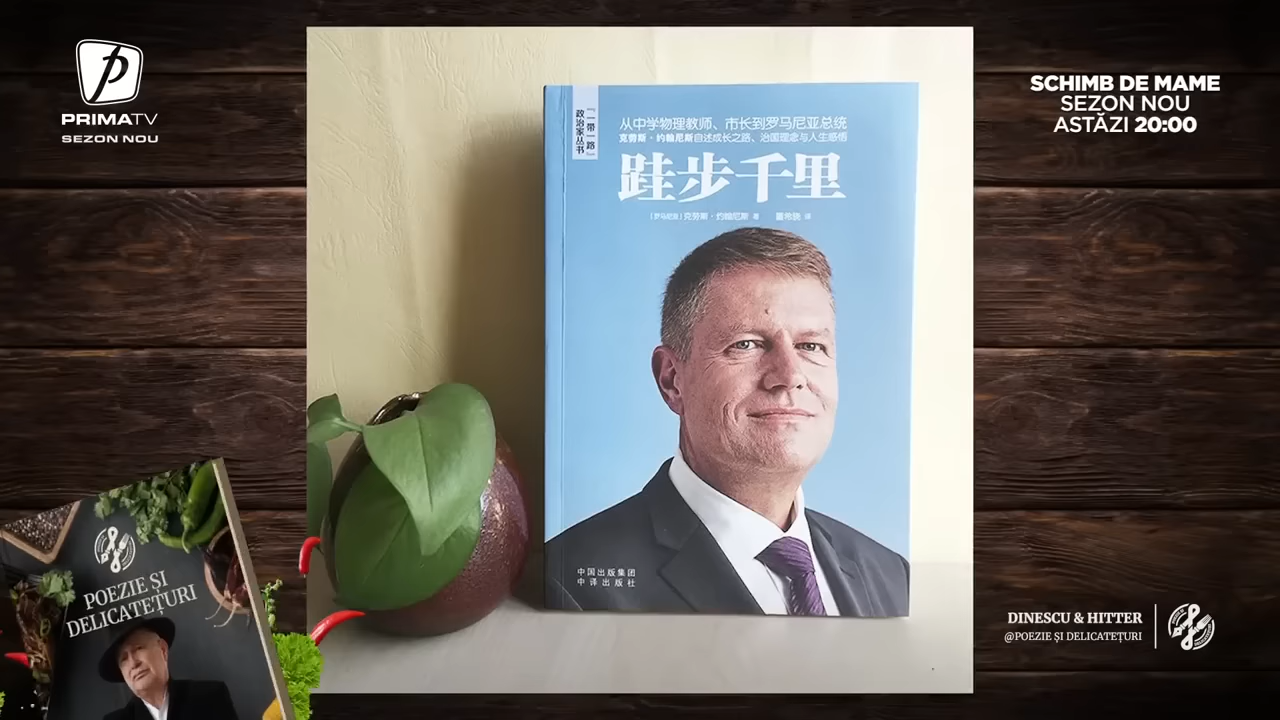 PRIMATV
SEZON NOU
SCHIMB DE MAME
SEZON NOU
ASTĂZI 20:00
『一带一路』
政治家丛书
从中学物理教师、市长到罗马尼亚总统
克劳斯·约翰尼斯自述成长之路、治国理念与人生感悟
跬步千里
[罗马尼亚] 克劳斯·约翰尼斯 著 董希骁 译
中国出版集团
中译出版社
POEZIE ȘI
DELICATEȚURI
DINESCU & HITTER
@POEZIE ȘI DELICATEȚURI